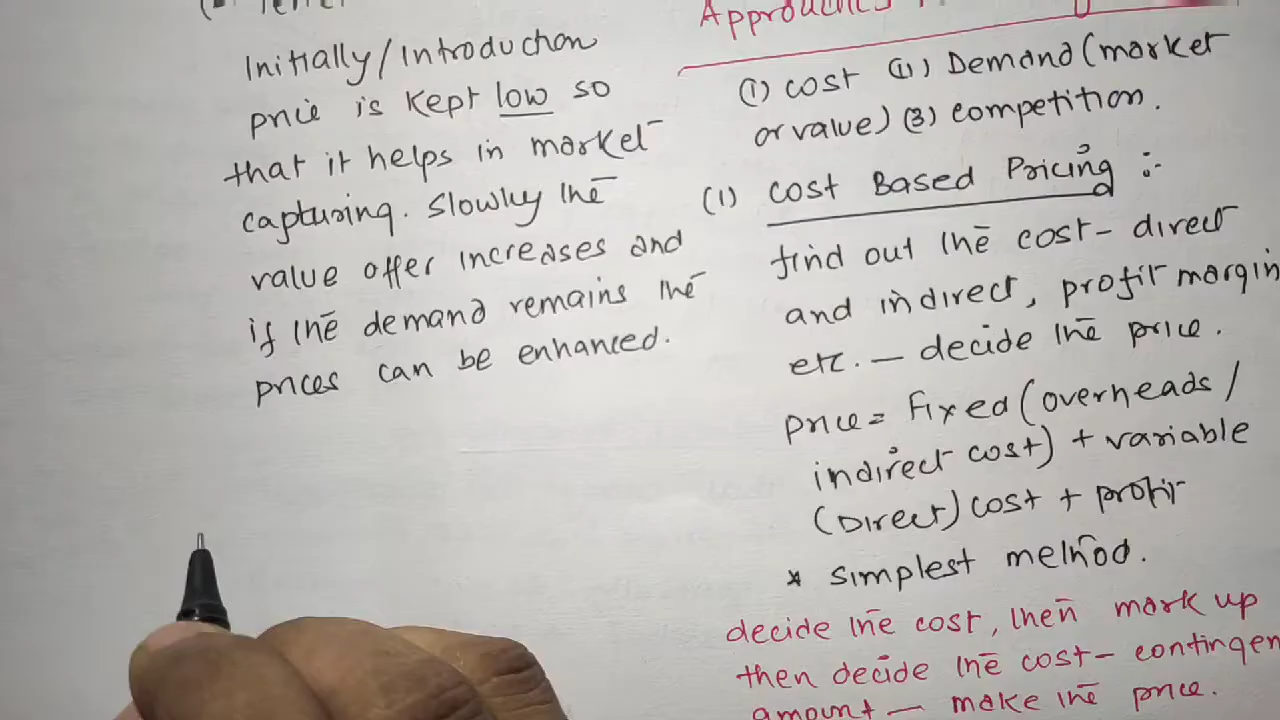 Initially/Introduction
price is kept low so
that it helps in market
capturing. Slowly the
value offer increases and
if the demand remains the
prices can be enhanced.
(1) cost (2) Demand (market
or value) (3) competition.
(1) Cost Based Pricing :-
find out the cost - direct
and indirect, profit margin
etc. — decide the price.
price = Fixed (overheads /
indirect cost) + variable
(Direct) cost + profit
* simplest method.
decide the cost, then mark up
then decide the cost - contingen
amount — make the price.